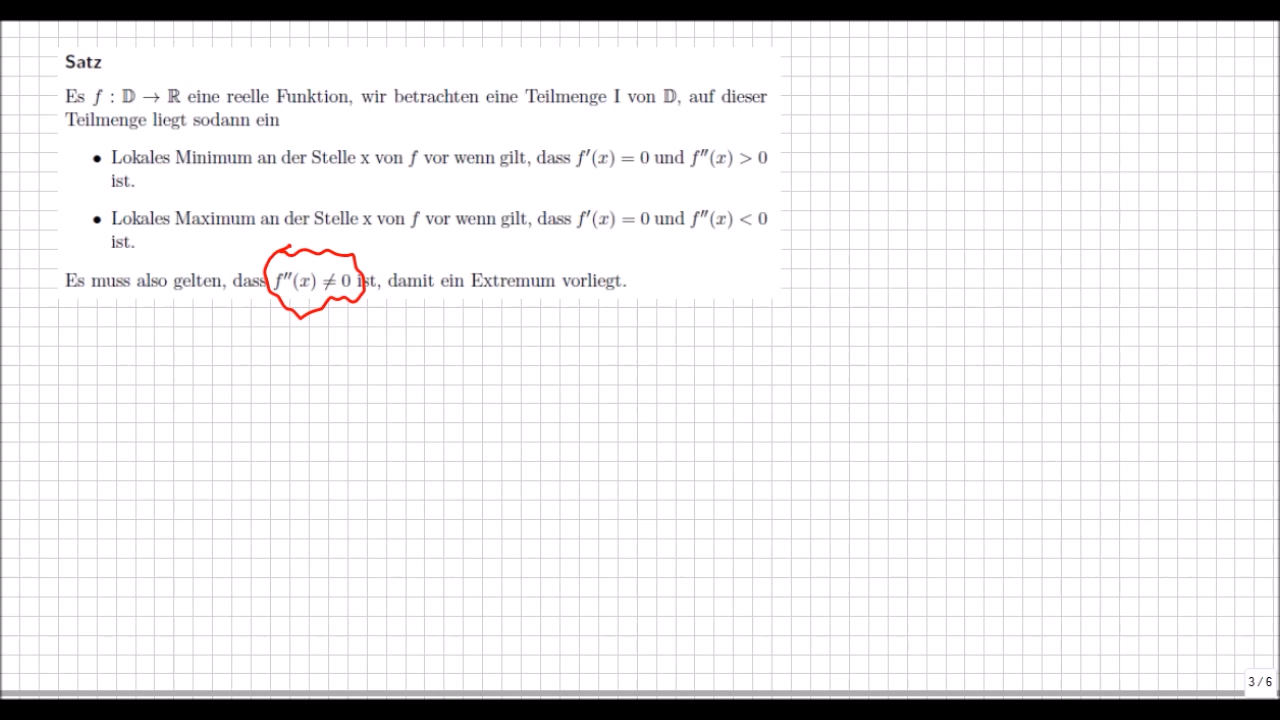 Satz
Es f : 𝔻 → ℝ eine reelle Funktion, wir betrachten eine Teilmenge I von 𝔻, auf dieser
Teilmenge liegt sodann ein
• Lokales Minimum an der Stelle x von f vor wenn gilt, dass f′(x) = 0 und f″(x) > 0
ist.
• Lokales Maximum an der Stelle x von f vor wenn gilt, dass f′(x) = 0 und f″(x) < 0
ist.
Es muss also gelten, dass f″(x) ≠ 0 ist, damit ein Extremum vorliegt.
3 / 6